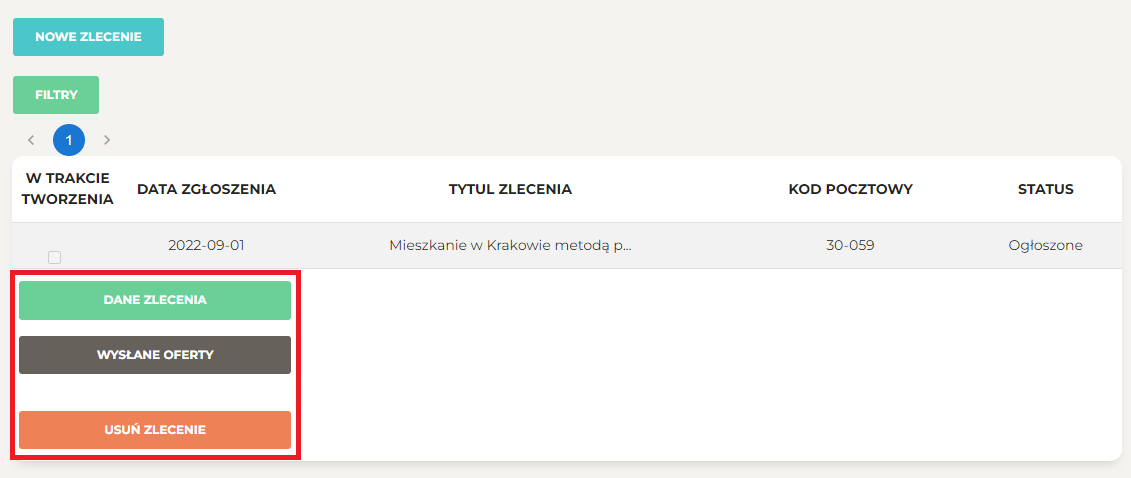 NOWE ZLECENIE
FILTRY
1
W TRAKCIE
TWORZENIA
DATA ZGŁOSZENIA
TYTUL ZLECENIA
KOD POCZTOWY
STATUS
2022-09-01
Mieszkanie w Krakowie metodą p...
30-059
Ogłoszone
DANE ZLECENIA
WYSŁANE OFERTY
USUŃ ZLECENIE